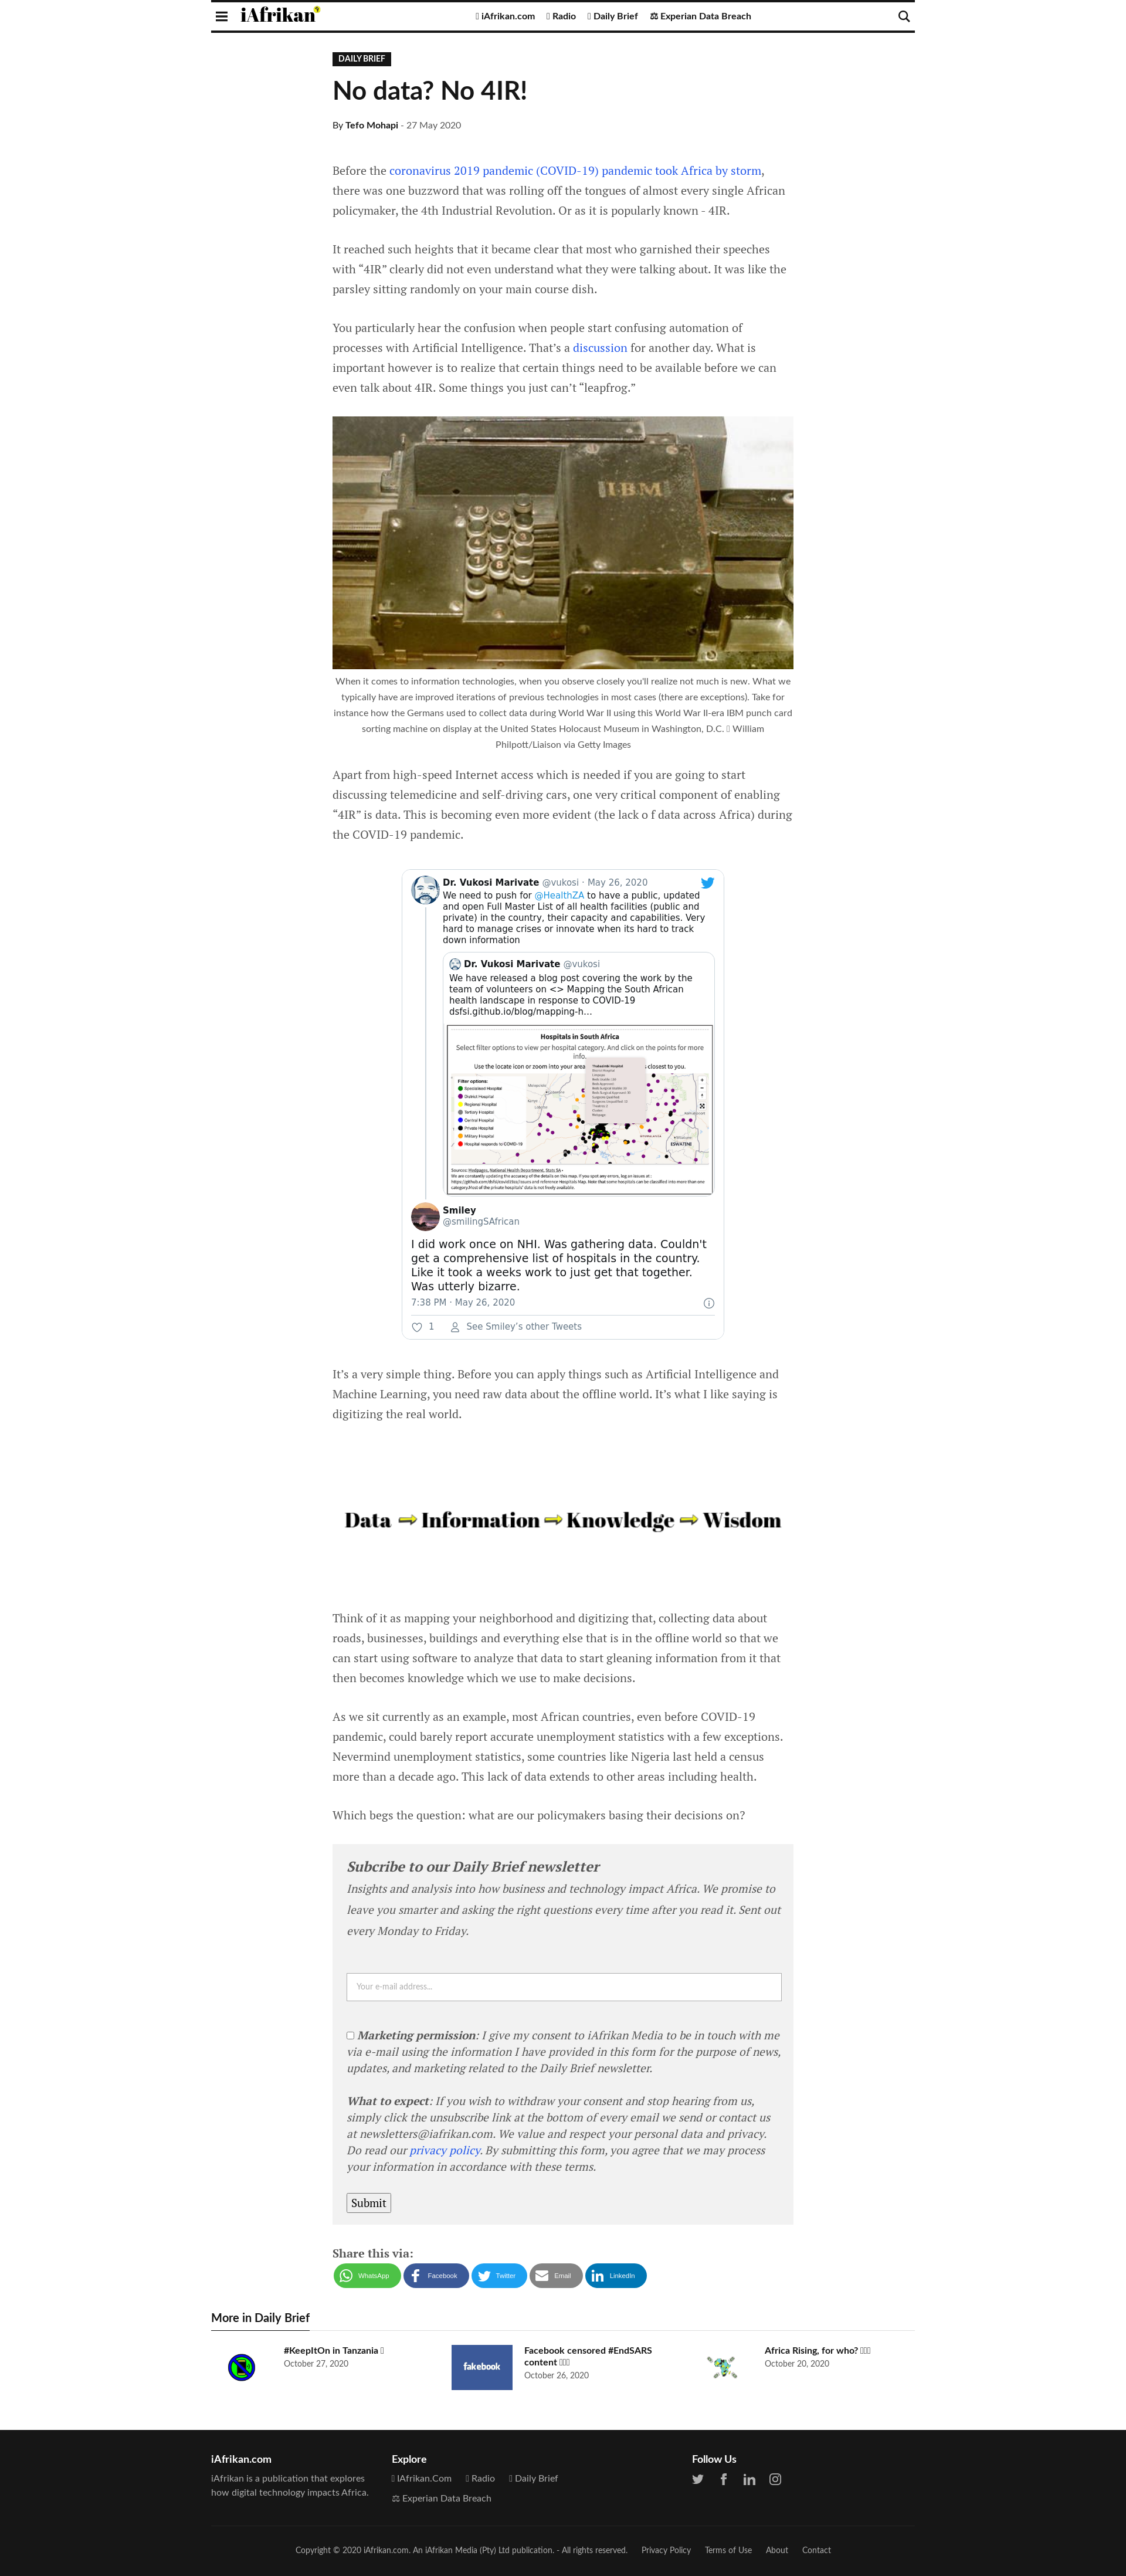 iAfrikan
iAfrikan.com
Radio
Daily Brief
⚖ Experian Data Breach
DAILY BRIEF
No data? No 4IR!
By Tefo Mohapi - 27 May 2020
Before the coronavirus 2019 pandemic (COVID-19) pandemic took Africa by storm,
there was one buzzword that was rolling off the tongues of almost every single African
policymaker, the 4th Industrial Revolution. Or as it is popularly known - 4IR.
It reached such heights that it became clear that most who garnished their speeches
with “4IR” clearly did not even understand what they were talking about. It was like the
parsley sitting randomly on your main course dish.
You particularly hear the confusion when people start confusing automation of
processes with Artificial Intelligence. That’s a discussion for another day. What is
important however is to realize that certain things need to be available before we can
even talk about 4IR. Some things you just can’t “leapfrog.”
IBM
When it comes to information technologies, when you observe closely you'll realize not much is new. What we
typically have are improved iterations of previous technologies in most cases (there are exceptions). Take for
instance how the Germans used to collect data during World War II using this World War II-era IBM punch card
sorting machine on display at the United States Holocaust Museum in Washington, D.C. William
Philpott/Liaison via Getty Images
Apart from high-speed Internet access which is needed if you are going to start
discussing telemedicine and self-driving cars, one very critical component of enabling
“4IR” is data. This is becoming even more evident (the lack o f data across Africa) during
the COVID-19 pandemic.
Dr. Vukosi Marivate @vukosi · May 26, 2020
We need to push for @HealthZA to have a public, updated
and open Full Master List of all health facilities (public and
private) in the country, their capacity and capabilities. Very
hard to manage crises or innovate when its hard to track
down information
Dr. Vukosi Marivate @vukosi
We have released a blog post covering the work by the
team of volunteers on <> Mapping the South African
health landscape in response to COVID-19
dsfsi.github.io/blog/mapping-h…
Hospitals in South Africa
Select filter options to view per hospital category. And click on the points for more
info.
Use the locate icon or zoom into your area closest to you.
Filter options:
Specialised Hospital
District Hospital
Regional Hospital
Tertiary Hospital
Central Hospital
Private Hospital
Military Hospital
Hospital responds to COVID-19
ESWATINI
Sources: Medpages, National Health Department, Stats SA
We are constantly updating the accuracy of the details on this map. If you spot any errors, log an issues at :
Smiley
@smilingSAfrican
I did work once on NHI. Was gathering data. Couldn't
get a comprehensive list of hospitals in the country.
Like it took a weeks work to just get that together.
Was utterly bizarre.
7:38 PM · May 26, 2020
1 See Smiley’s other Tweets
It’s a very simple thing. Before you can apply things such as Artificial Intelligence and
Machine Learning, you need raw data about the offline world. It’s what I like saying is
digitizing the real world.
Data ➡ Information ➡ Knowledge ➡ Wisdom
Think of it as mapping your neighborhood and digitizing that, collecting data about
roads, businesses, buildings and everything else that is in the offline world so that we
can start using software to analyze that data to start gleaning information from it that
then becomes knowledge which we use to make decisions.
As we sit currently as an example, most African countries, even before COVID-19
pandemic, could barely report accurate unemployment statistics with a few exceptions.
Nevermind unemployment statistics, some countries like Nigeria last held a census
more than a decade ago. This lack of data extends to other areas including health.
Which begs the question: what are our policymakers basing their decisions on?
Subcribe to our Daily Brief newsletter
Insights and analysis into how business and technology impact Africa. We promise to
leave you smarter and asking the right questions every time after you read it. Sent out
every Monday to Friday.
Your e-mail address...
Marketing permission: I give my consent to iAfrikan Media to be in touch with me
via e-mail using the information I have provided in this form for the purpose of news,
updates, and marketing related to the Daily Brief newsletter.
What to expect: If you wish to withdraw your consent and stop hearing from us,
simply click the unsubscribe link at the bottom of every email we send or contact us
at newsletters@iafrikan.com. We value and respect your personal data and privacy.
Do read our privacy policy. By submitting this form, you agree that we may process
your information in accordance with these terms.
Submit
Share this via:
WhatsApp
Facebook
Twitter
Email
LinkedIn
More in Daily Brief
#KeepItOn in Tanzania
October 27, 2020
fakebook
Facebook censored #EndSARS
content
October 26, 2020
Africa Rising, for who?
October 20, 2020
iAfrikan.com
iAfrikan is a publication that explores
how digital technology impacts Africa.
Explore
IAfrikan.Com
Radio
Daily Brief
⚖ Experian Data Breach
Follow Us
Copyright © 2020 iAfrikan.com. An iAfrikan Media (Pty) Ltd publication. - All rights reserved.
Privacy Policy
Terms of Use
About
Contact